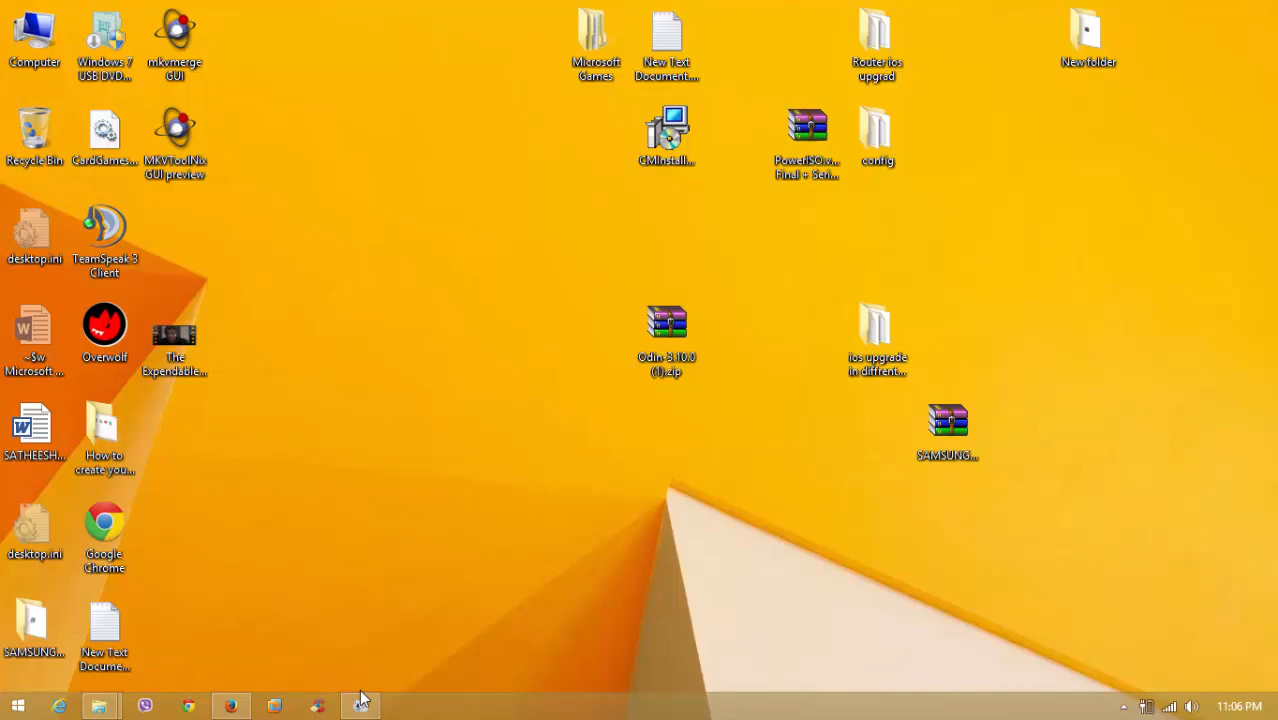 Computer
Windows 7
USB DVD...
mkvmerge
GUI
Microsoft
Games
New Text
Document....
Router ios
upgrad
New folder
Recycle Bin
CardGames...
MKVToolNix
GUI preview
CMInstall...
PowerISO.v...
Final + Seri...
config
desktop.ini
TeamSpeak 3
Client
~$w
Microsoft ...
Overwolf
The
Expendable...
Odin-3.10.0
(1).zip
ios upgrade
in diffrent...
SATHEESH...
How to
create you...
SAMSUNG...
desktop.ini
Google
Chrome
SAMSUNG...
New Text
Docume...
11:06 PM